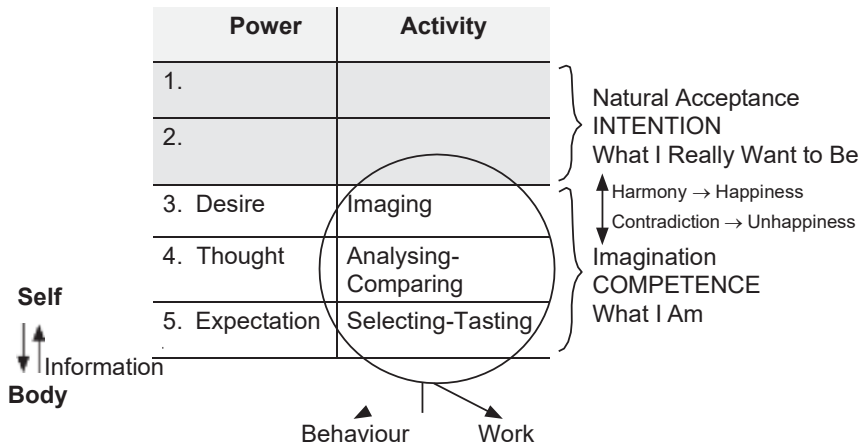 Power Activity
1.
2.
3. Desire Imaging
4. Thought Analysing-
Comparing
5. Expectation Selecting-Tasting
Natural Acceptance
INTENTION
What I Really Want to Be
Harmony → Happiness
Contradiction → Unhappiness
Imagination
COMPETENCE
What I Am
Self
Information
Body
Behaviour Work